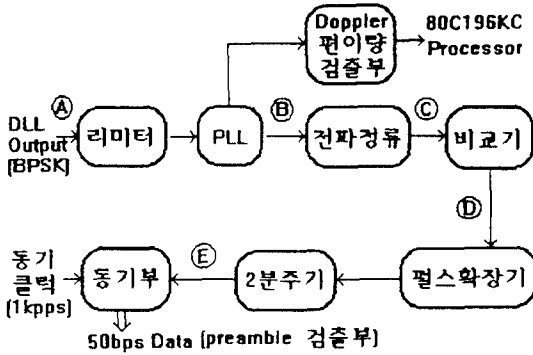 Doppler
편이량
검출부
80C196KC
Processor
Ⓐ
DLL
Output
(BPSK)
리미터
PLL
Ⓑ
전파정류
Ⓒ
비교기
Ⓓ
동기
클럭
(1kpps)
동기부
Ⓔ
2분주기
펄스확장기
50bps Data (preamble 검출부)